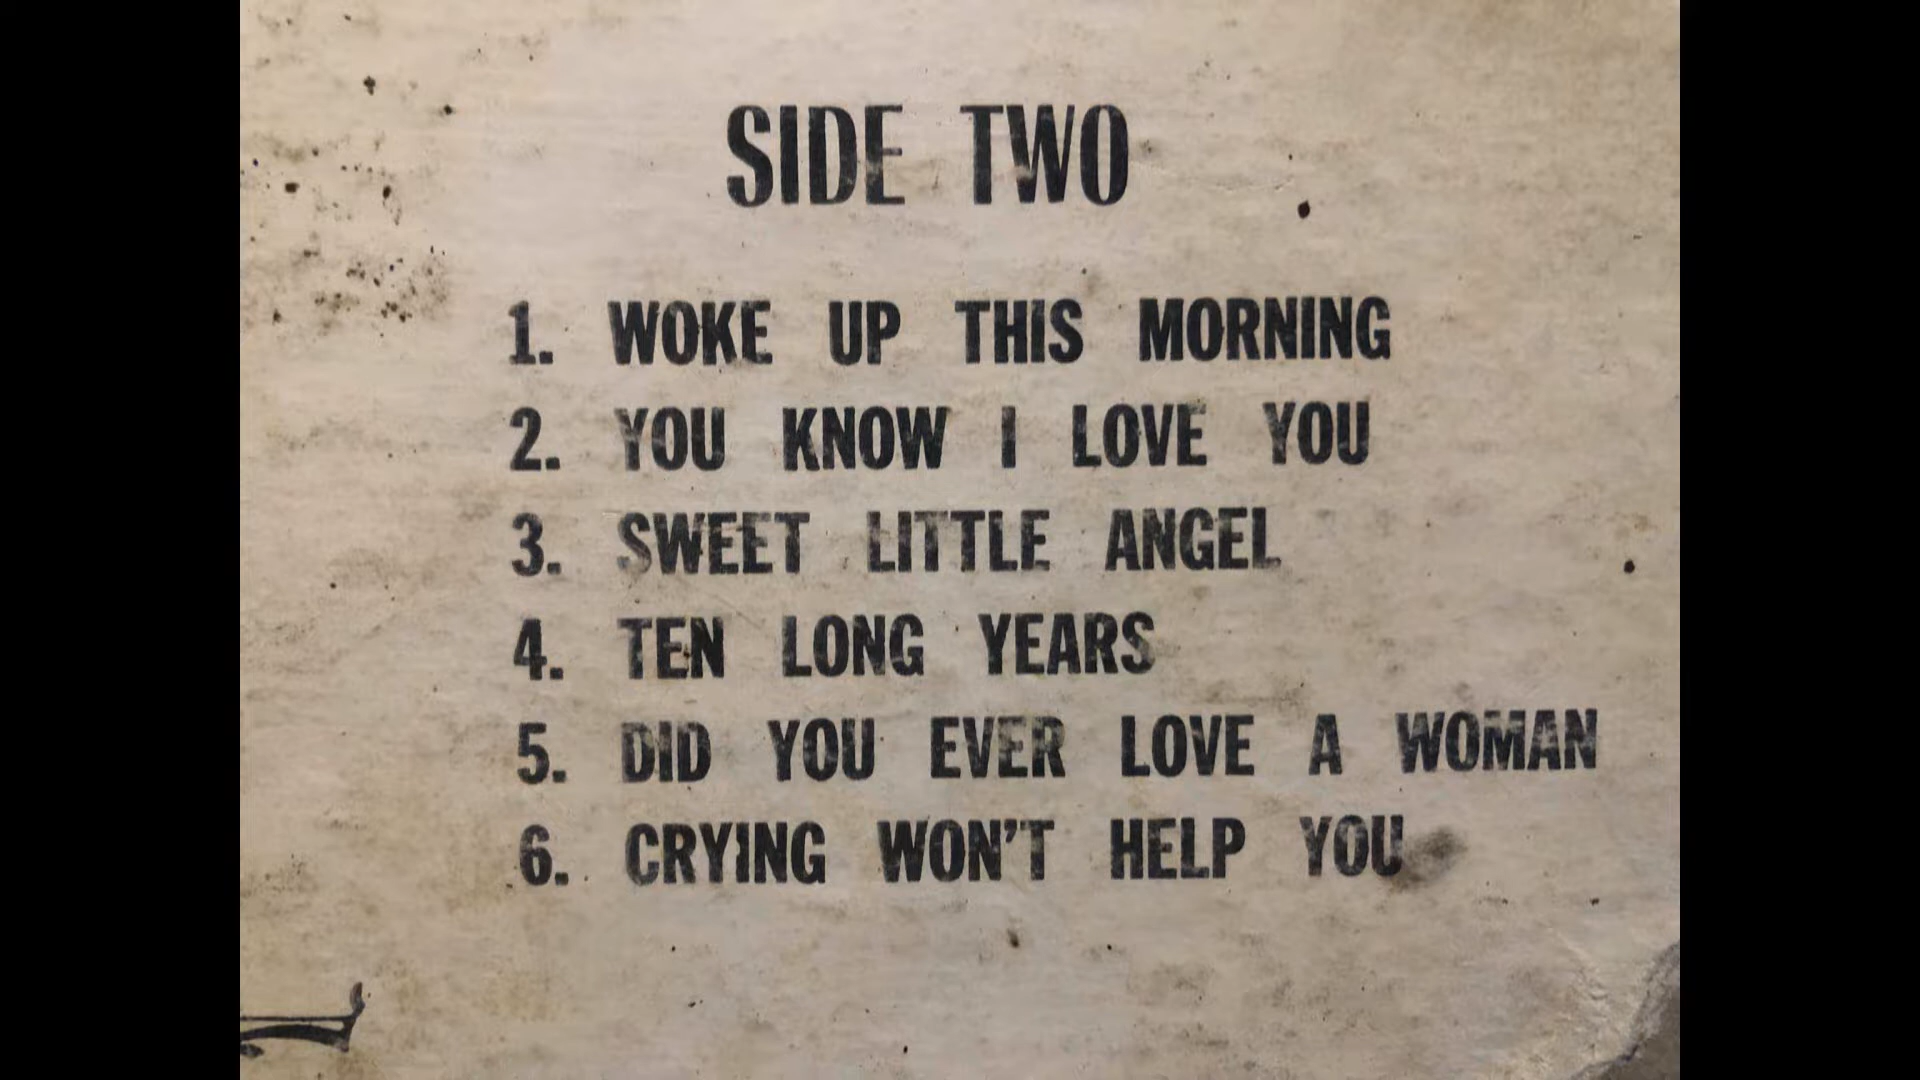 SIDE TWO
1. WOKE UP THIS MORNING
2. YOU KNOW I LOVE YOU
3. SWEET LITTLE ANGEL
4. TEN LONG YEARS
5. DID YOU EVER LOVE A WOMAN
6. CRYING WON'T HELP YOU